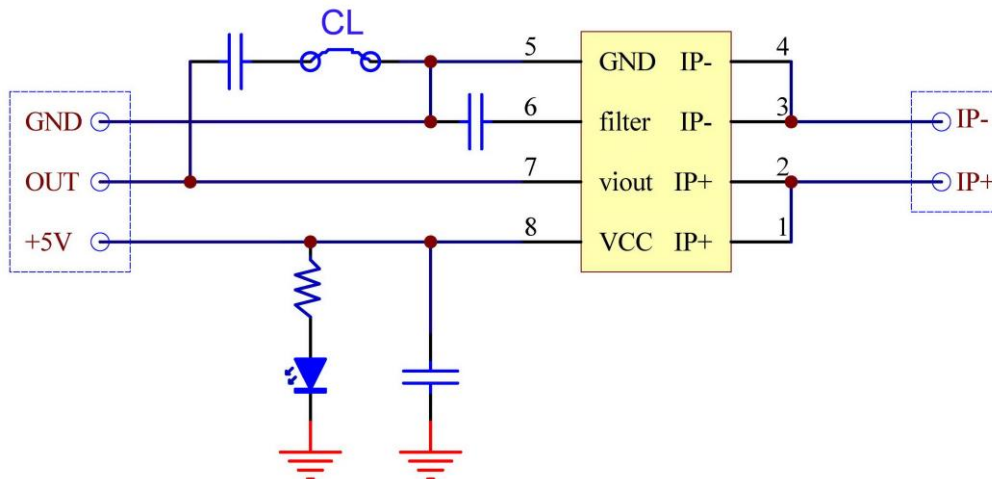 CL
5 GND IP- 4
GND 6 filter IP- 3 IP-
OUT 7 viout IP+ 2 IP+
+5V 8 VCC IP+ 1